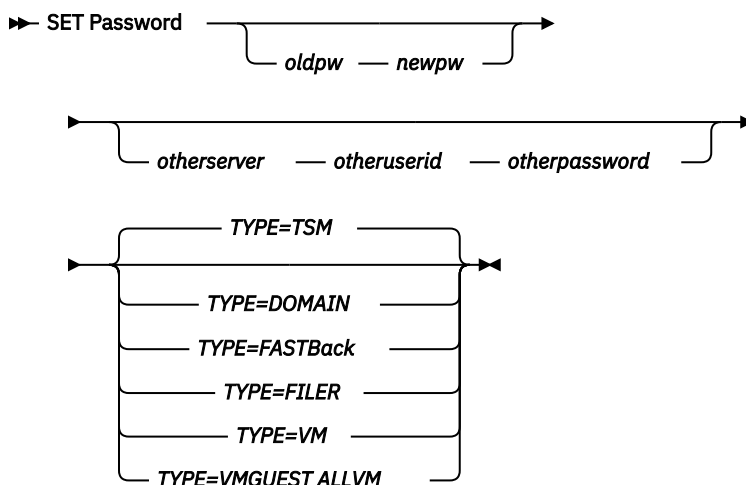 SET Password
oldpw newpw
otherserver otheruserid otherpassword
TYPE=TSM
TYPE=DOMAIN
TYPE=FASTBack
TYPE=FILER
TYPE=VM
TYPE=VMGUEST ALLVM